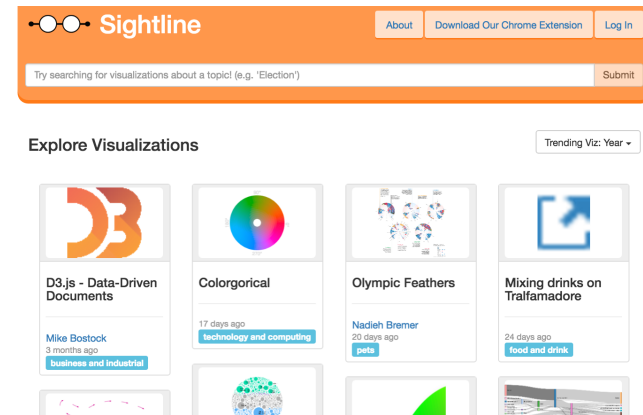 Sightline
About
Download Our Chrome Extension
Log In
Try searching for visualizations about a topic! (e.g. 'Election')
Submit
Explore Visualizations
Trending Viz: Year
D3.js - Data-Driven
Documents
Mike Bostock
3 months ago
business and industrial
Colorgorical
17 days ago
technology and computing
Olympic Feathers
Nadieh Bremer
20 days ago
pets
Mixing drinks on
Tralfamadore
24 days ago
food and drink